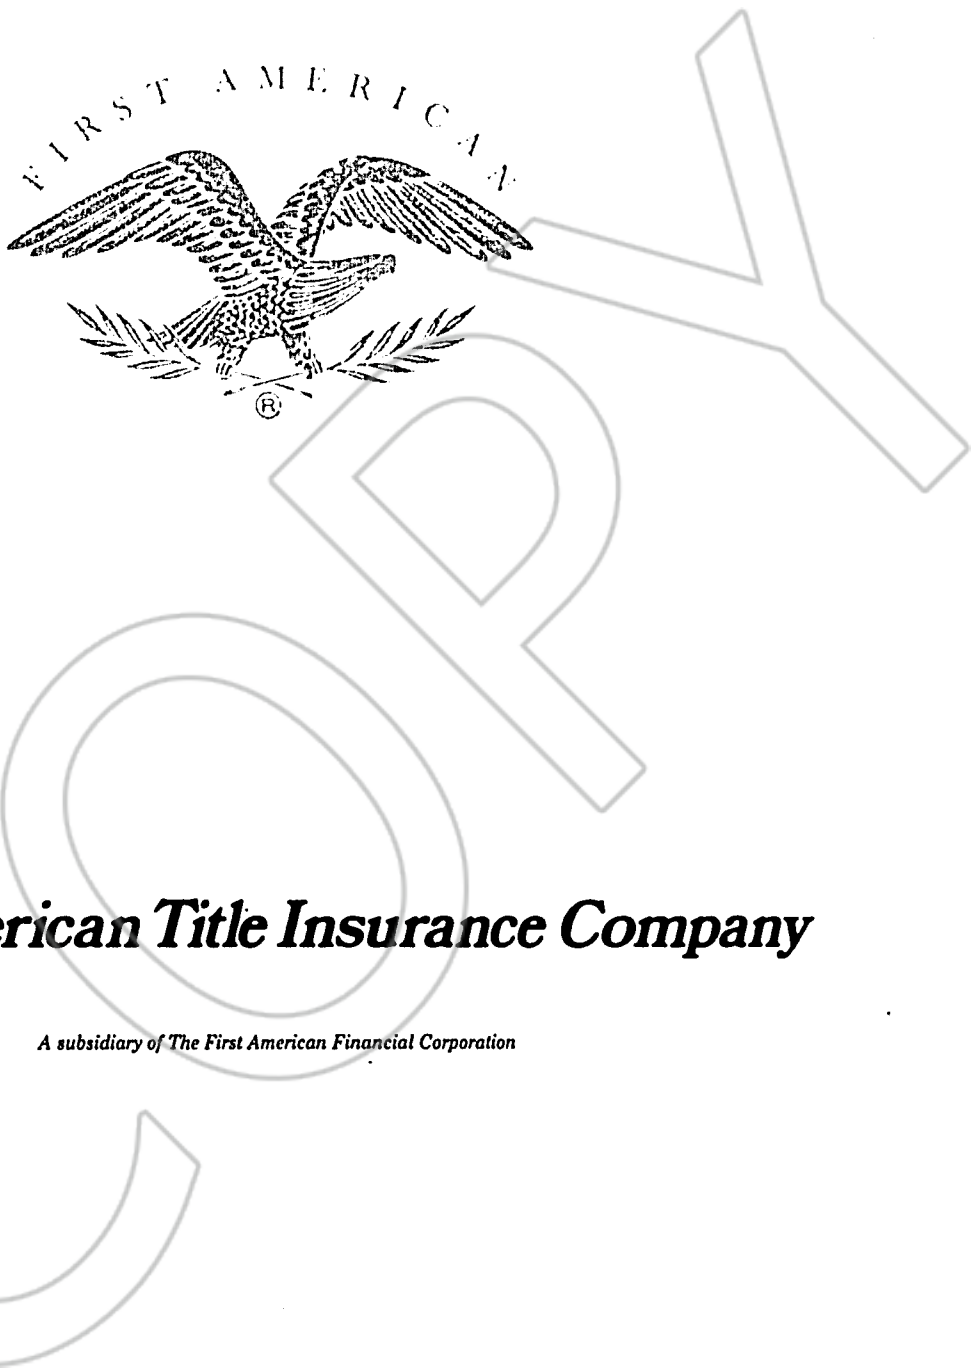 FIRST AMERICAN
®
erican Title Insurance Company
A subsidiary of The First American Financial Corporation
COPY